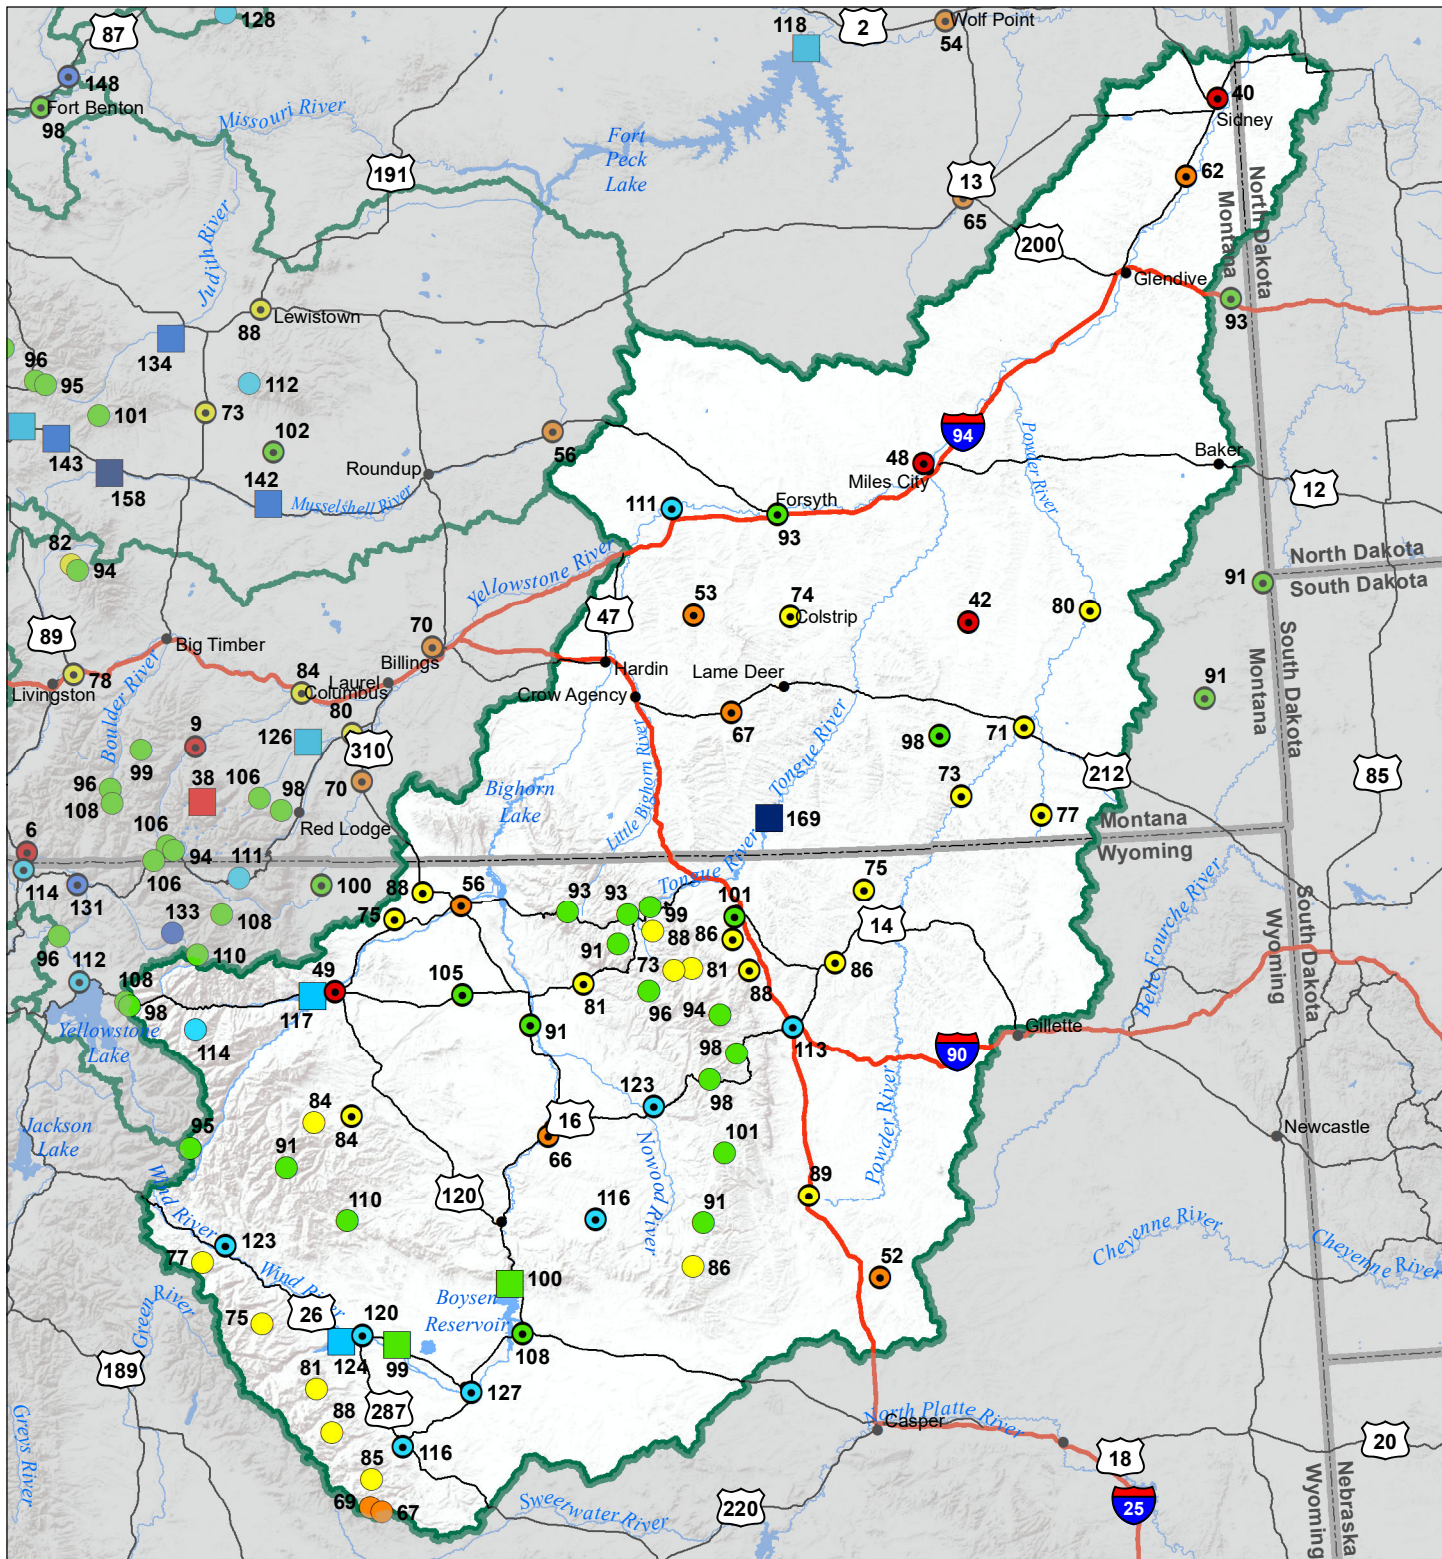 87
128
118
2
Wolf Point
54
148
Fort Benton
98
Missouri River
Fort
Peck
Lake
191
40
Sidney
62
13
65
North Dakota
Montana
200
Judith River
Glendive
93
88
Lewistown
134
96
95
112
101
73
102
143
158
142
Roundup
Musselshell River
56
94
48
Miles City
Powder River
Baker
12
111
Forsyth
93
82
94
Yellowstone River
North Dakota
South Dakota
91
53
74
Colstrip
42
80
47
89
Big Timber
70
Billings
Hardin
Lame Deer
Crow Agency
78
Livingston
84
Columbus
Laurel
80
310
Boulder River
9
126
99
96
108
38
106
98
70
Red Lodge
67
98
71
91
South Dakota
Montana
85
212
73
77
Little Bighorn River
Tongue River
Bighorn
Lake
169
Montana
Wyoming
6
106
94
106
111
114
131
100
133
108
88
56
75
93
93
99
Tongue River
101
75
88
86
91
14
86
Belle Fourche River
South Dakota
Wyoming
96
110
112
108
98
Yellowstone
Lake
114
49
117
105
81
73
81
88
96
94
91
113
Gillette
90
98
98
Powder River
123
16
66
84
84
Jackson
Lake
95
91
101
Newcastle
Nowood River
120
110
116
91
89
86
Wind River
123
77
Cheyenne River
Cheyenne River
52
Wind River
26
Green River
75
120
124
99
100
Boysen
Reservoir
108
189
81
127
88
287
116
85
69
67
Greys River
North Platte River
Casper
18
20
25
220
Sweetwater River
Nebraska
Wyoming